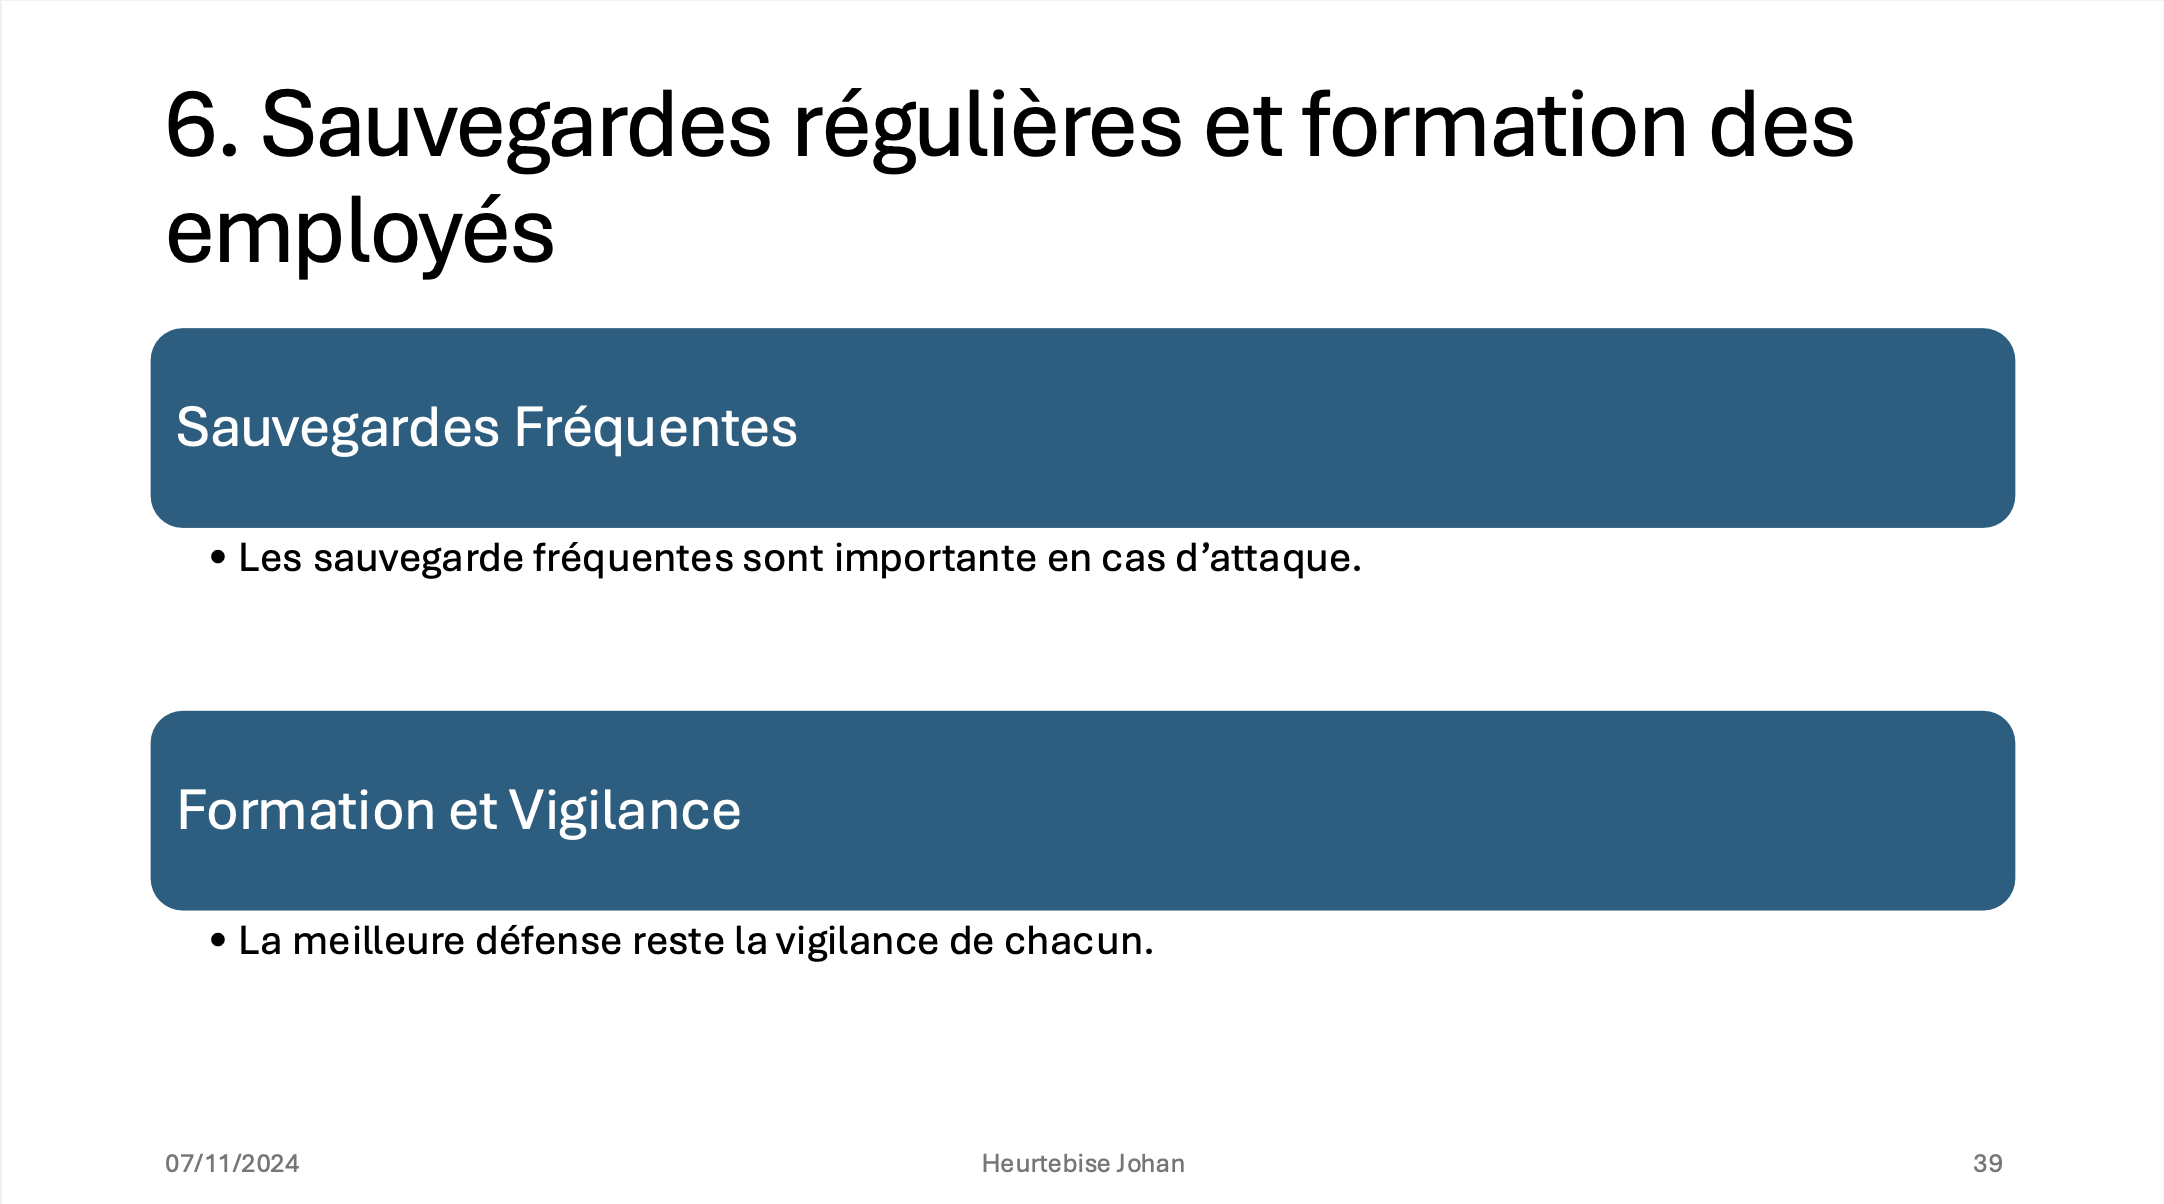 6. Sauvegardes régulières et formation des
employés
Sauvegardes Fréquentes
• Les sauvegarde fréquentes sont importante en cas d’attaque.
Formation et Vigilance
• La meilleure défense reste la vigilance de chacun.
07/11/2024
Heurtebise Johan
39